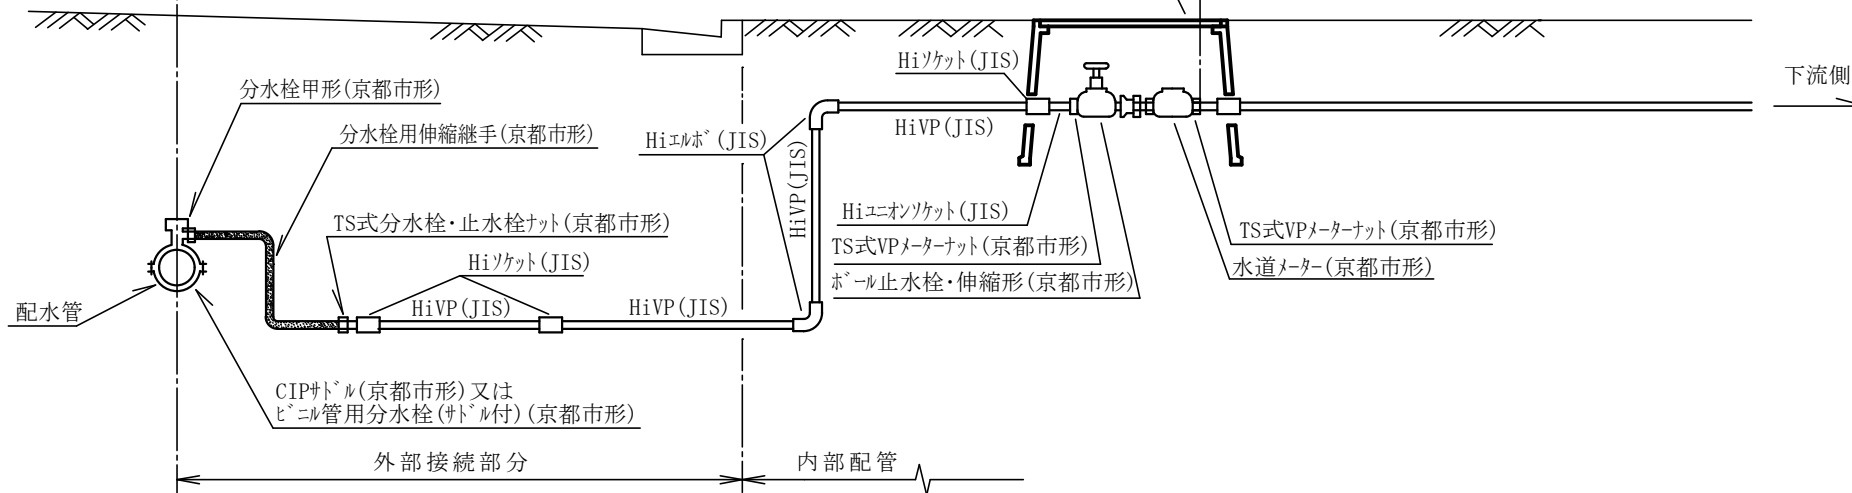 Hiソケット(JIS)
下流側
分水栓甲形(京都市形)
分水栓用伸縮継手(京都市形)
Hiエルボ(JIS)
HiVP(JIS)
HiVP(JIS)
TS式分水栓・止水栓ナット(京都市形)
Hiユニオンソケット(JIS)
TS式VPメーターナット(京都市形)
TS式VPメーターナット(京都市形)
Hiソケット(JIS)
ボール止水栓・伸縮形(京都市形)
水道メーター(京都市形)
配水管
HiVP(JIS)
HiVP(JIS)
CIPサドル(京都市形)又は
ビニル管用分水栓(サドル付)(京都市形)
外部接続部分
内部配管